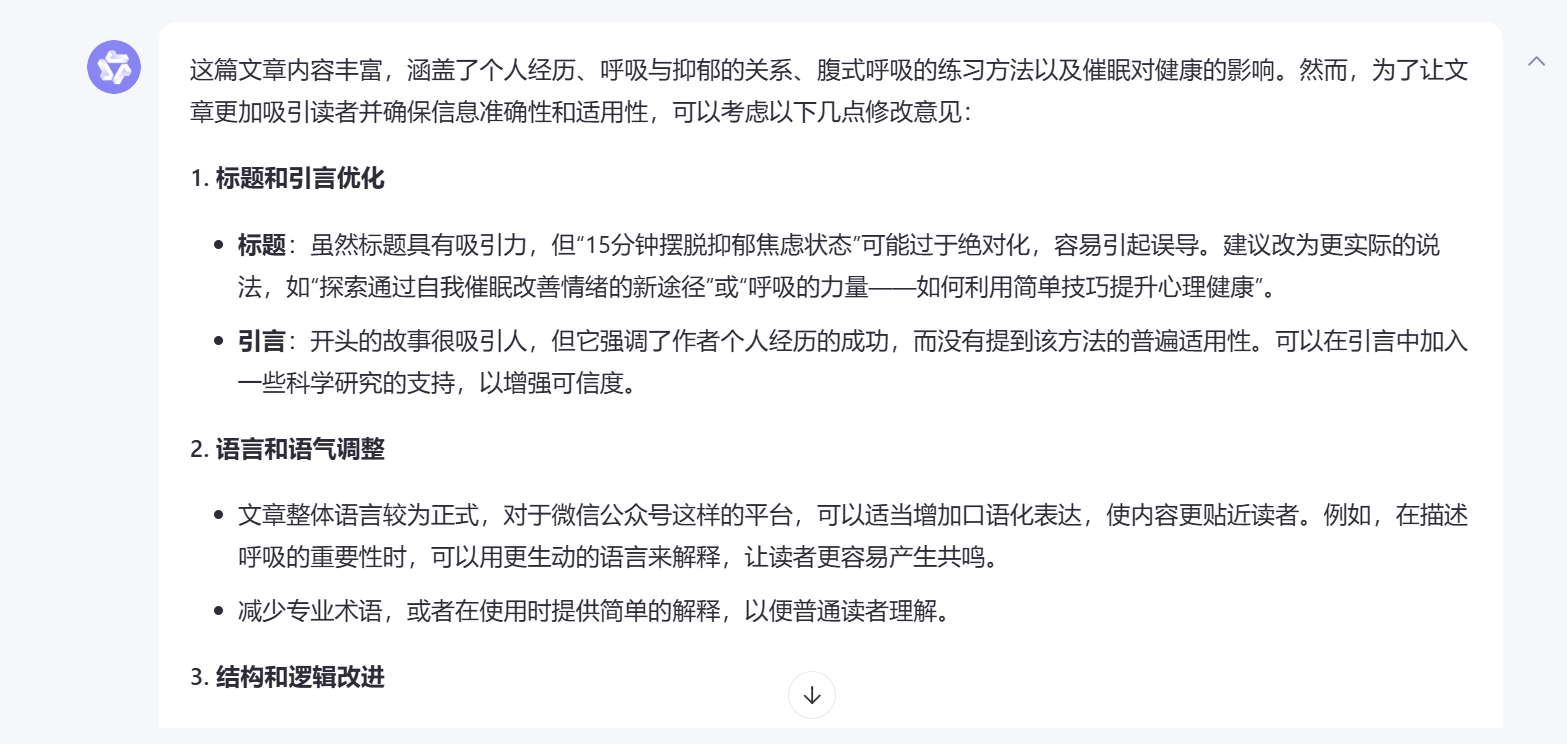 这篇文章内容丰富，涵盖了个人经历、呼吸与抑郁的关系、腹式呼吸的练习方法以及催眠对健康的影响。然而，为了让文
章更加吸引读者并确保信息准确性和适用性，可以考虑以下几点修改意见：
1. 标题和引言优化
• 标题：虽然标题具有吸引力，但“15分钟摆脱抑郁焦虑状态”可能过于绝对化，容易引起误导。建议改为更实际的说
法，如“探索通过自我催眠改善情绪的新途径”或“呼吸的力量——如何利用简单技巧提升心理健康”。
• 引言：开头的故事很吸引人，但它强调了作者个人经历的成功，而没有提到该方法的普遍适用性。可以在引言中加入
一些科学研究的支持，以增强可信度。
2. 语言和语气调整
• 文章整体语言较为正式，对于微信公众号这样的平台，可以适当增加口语化表达，使内容更贴近读者。例如，在描述
呼吸的重要性时，可以用更生动的语言来解释，让读者更容易产生共鸣。
• 减少专业术语，或者在使用时提供简单的解释，以便普通读者理解。
3. 结构和逻辑改进